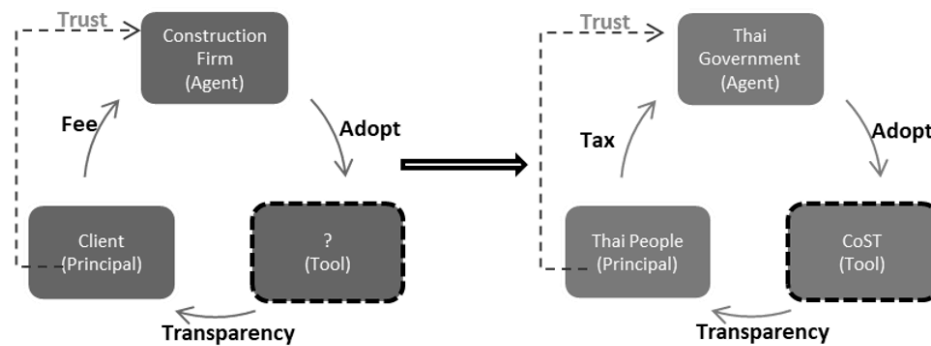 Trust
Construction
Firm
(Agent)
Fee
Adopt
Client
(Principal)
?
(Tool)
Transparency
Trust
Thai
Government
(Agent)
Tax
Adopt
Thai People
(Principal)
CoST
(Tool)
Transparency